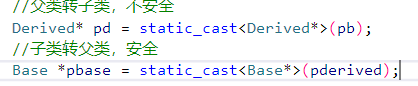 //父类转子类，不安全
Derived* pd = static_cast<Derived*>(pb);
//子类转父类，安全
Base *pbase = static_cast<Base*>(pderived);